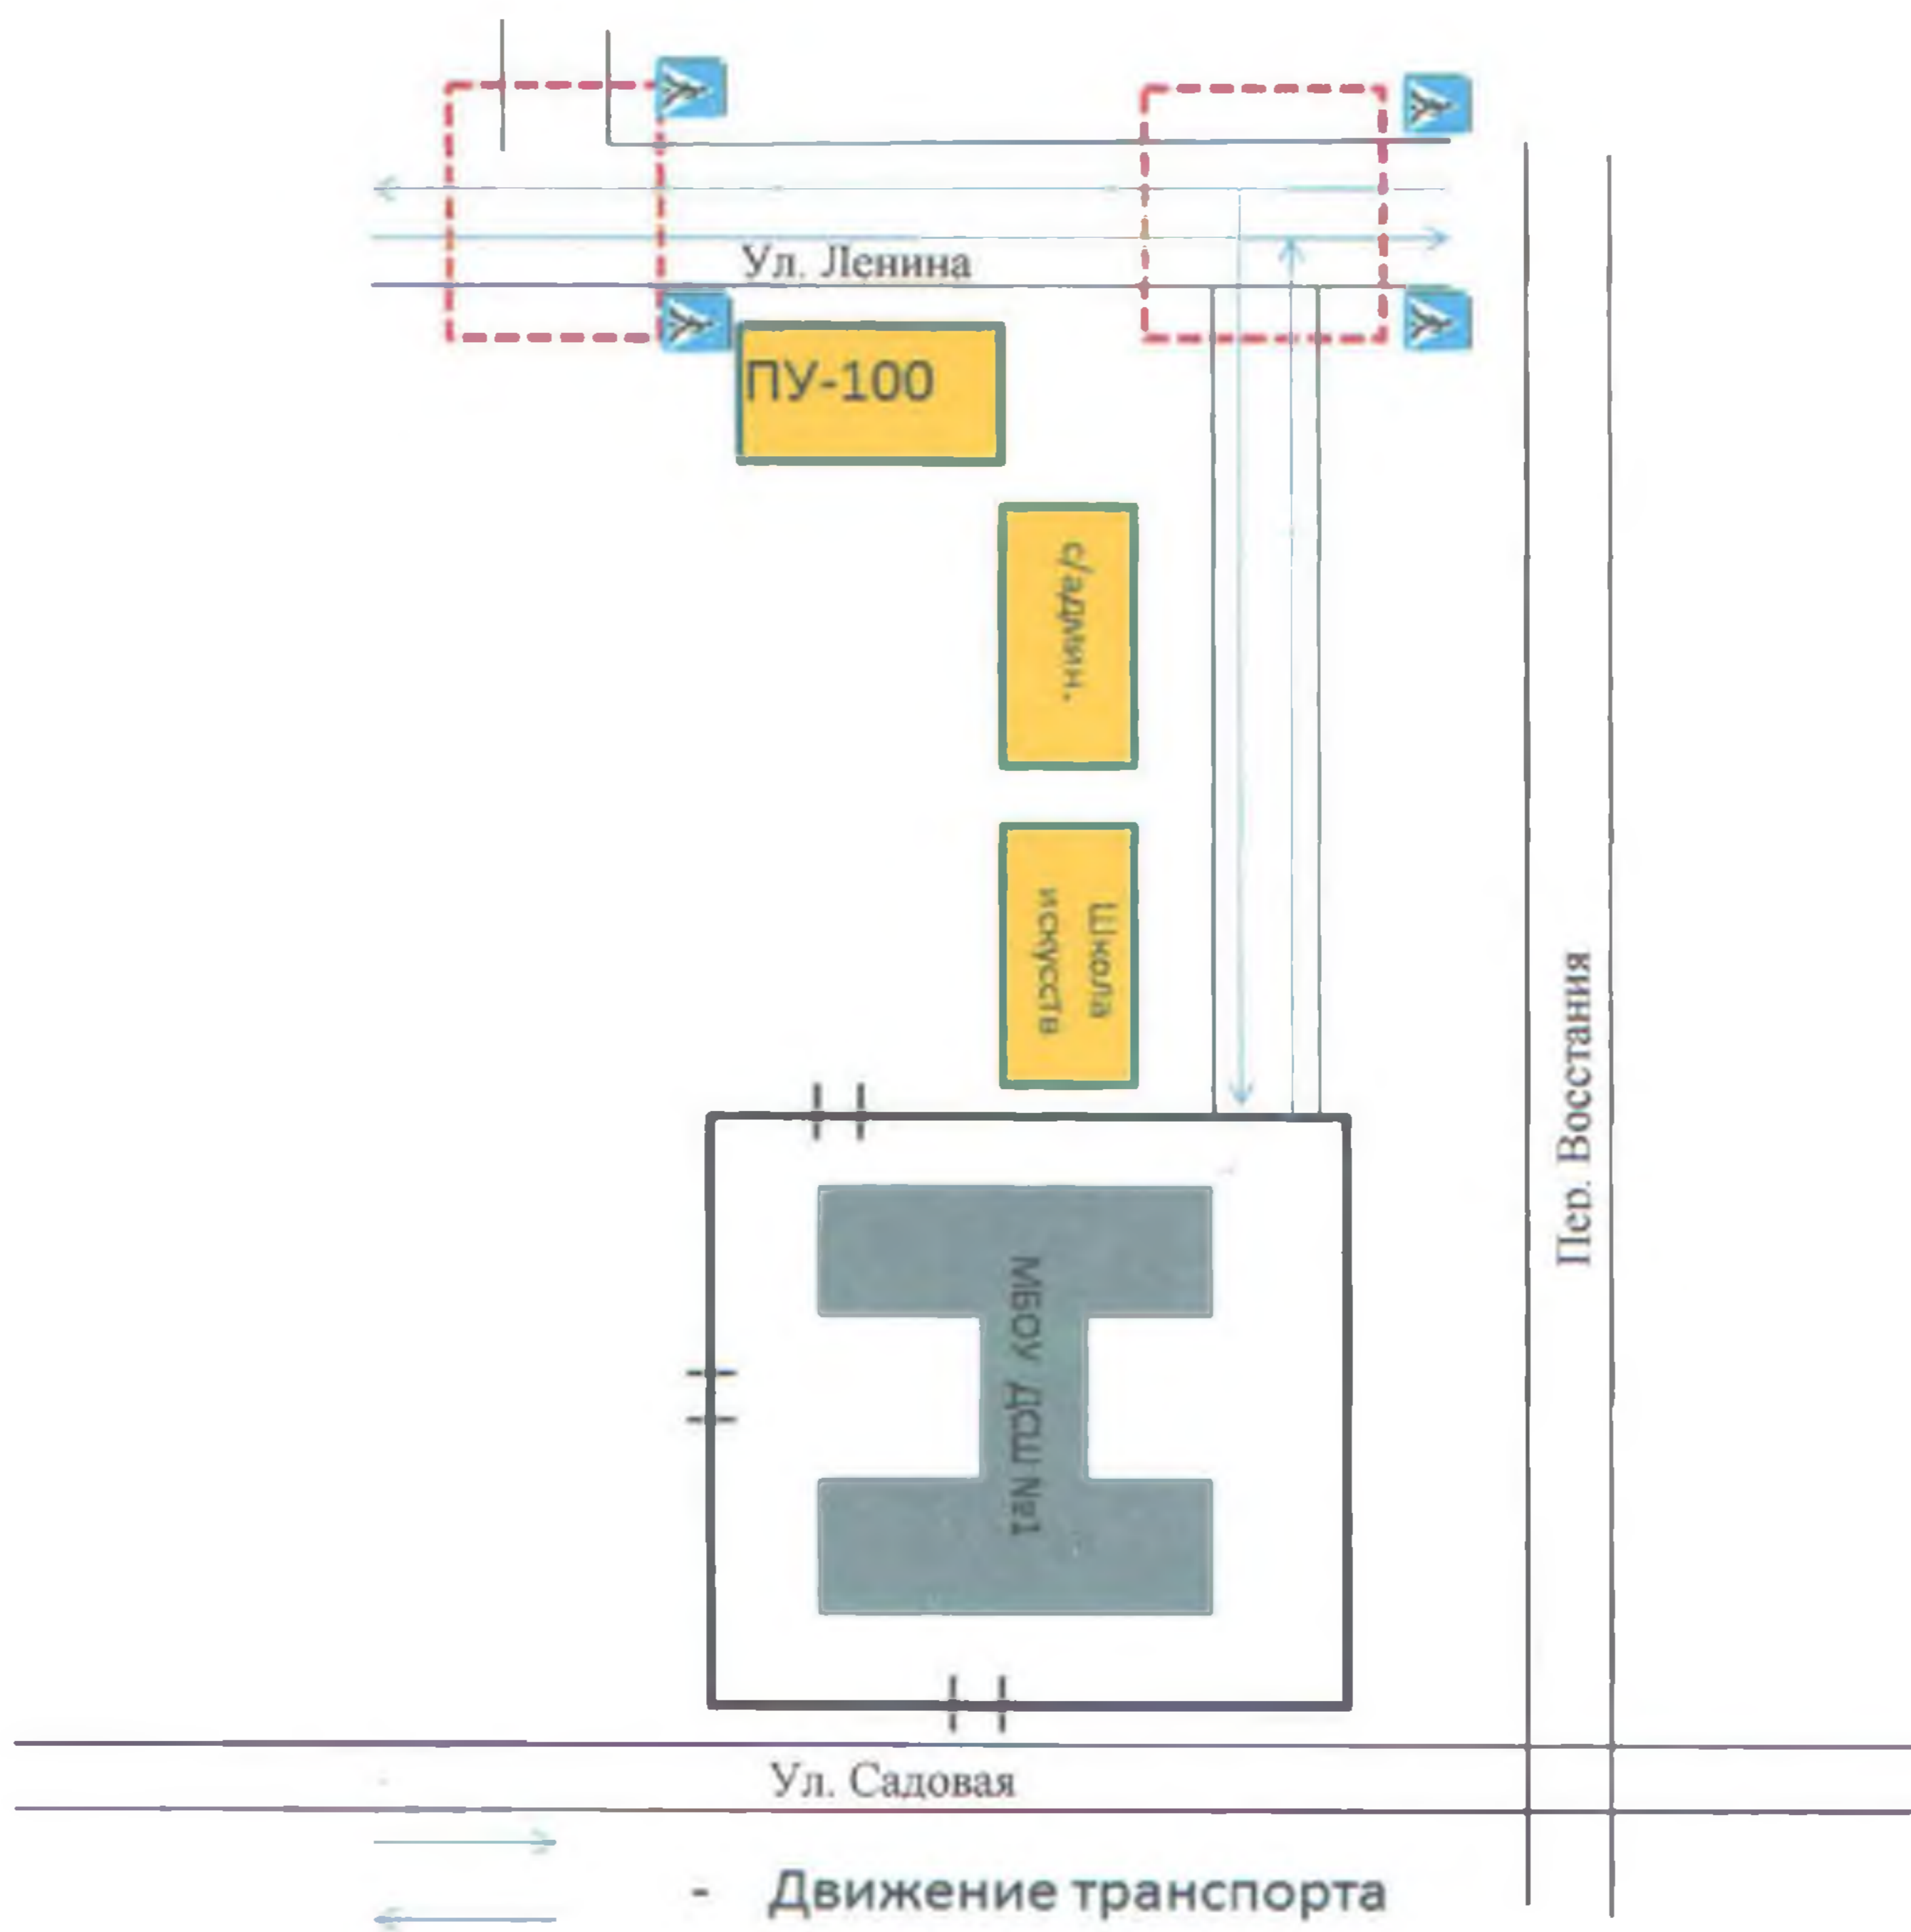 Ул. Ленина
ПУ-100
с/админ.
Школа
искусств
Пер. Восстания
МБОУ ДСШ №1
Ул. Садовая
- Движение транспорта